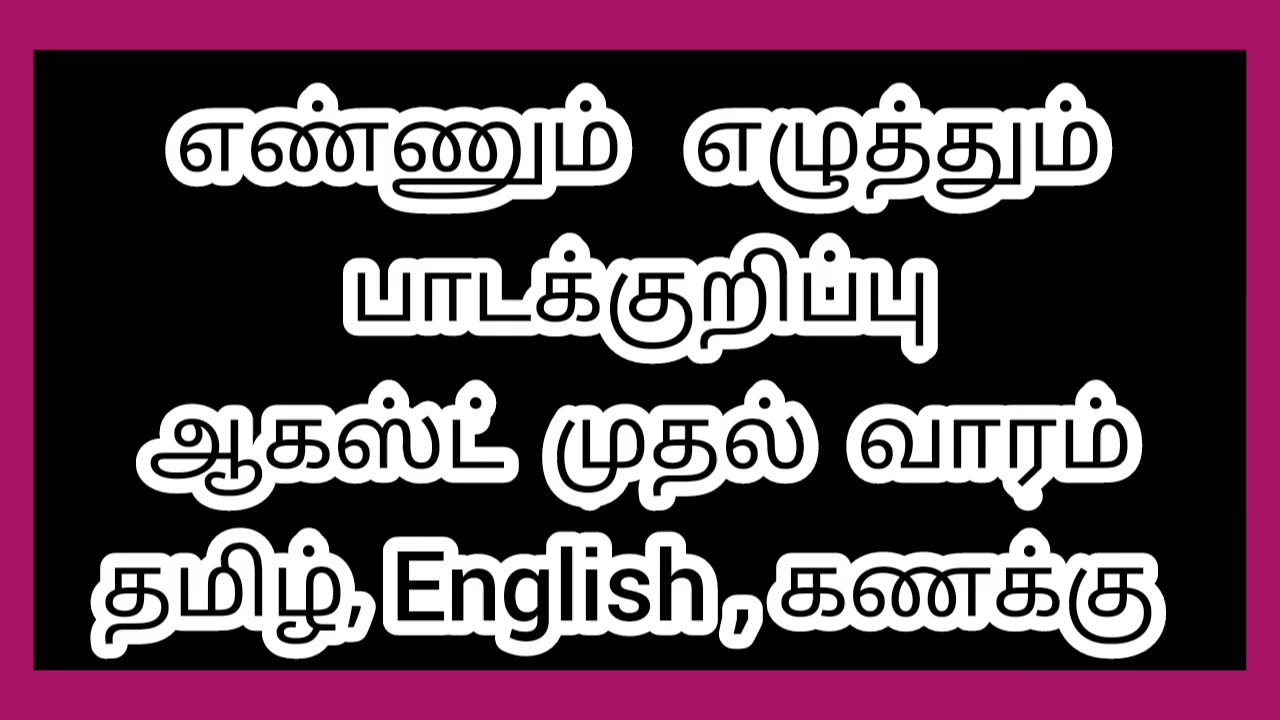 எண்ணும் எழுத்தும்
பாடக்குறிப்பு
ஆகஸ்ட் முதல் வாரம்
தமிழ், English , கணக்கு